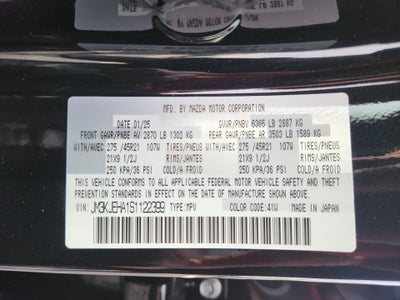 MFD. BY MAZDA MOTOR CORPORATION
DATE 01/25 GVWR/PNBV 6365 LB 2887 KG
FRONT GAWR/PNBE AV 2870 LB 1302 KG REAR GAWR/PNBE AR 3503 LB 1589 KG
WITH/AVEC 275/45R21 107W TIRES/PNEUS WITH/AVEC 275/45R21 107W TIRES/PNEUS
21X9 1/2J RIMS/JANTES 21X9 1/2J RIMS/JANTES
250 KPA/36 PSI COLD/A FROID 250 KPA/36 PSI COLD/A FROID
THIS VEHICLE CONFORMS TO ALL APPLICABLE FEDERAL MOTOR VEHICLE SAFETY AND THEFT
PREVENTION STANDARDS IN EFFECT ON THE DATE OF MANUFACTURE SHOWN ABOVE.
VIN: JM3KJEHA1S1122399 TYPE: MPV COLOR CODE: 41W MADE IN JAPAN